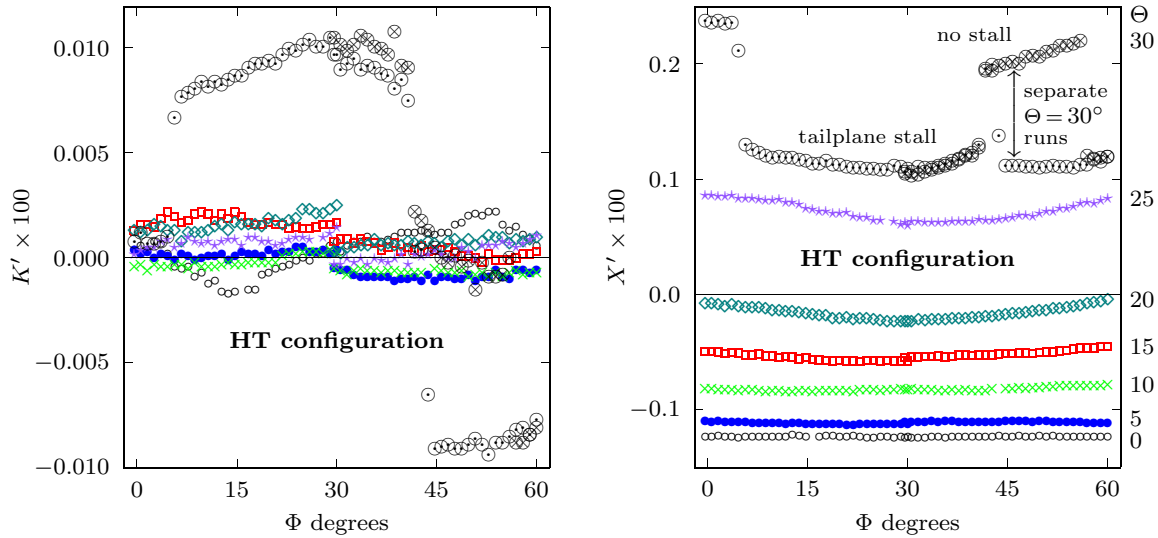 0.010
0.005
0.000
−0.005
−0.010
K′ × 100
HT configuration
0
15
30
45
60
Φ degrees
0.2
0.1
0.0
−0.1
X′ × 100
no stall
tailplane stall
separate
Θ = 30°
runs
HT configuration
Θ
30
25
20
15
10
5
0
0
15
30
45
60
Φ degrees